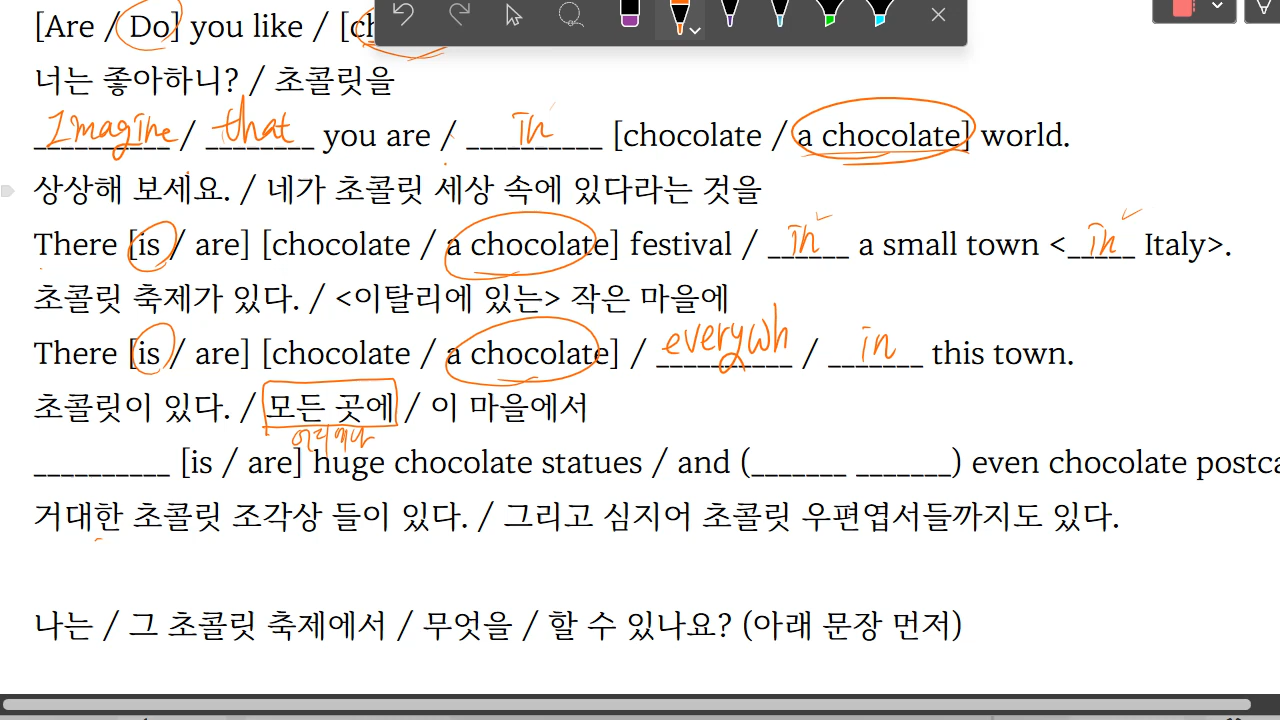 [Are / Do] you like / [ch
너는 좋아하니? / 초콜릿을
Imagine / that you are / in [chocolate / a chocolate] world.
상상해 보세요. / 네가 초콜릿 세상 속에 있다라는 것을
There [is / are] [chocolate / a chocolate] festival / in a small town <in Italy>.
초콜릿 축제가 있다. / <이탈리에 있는> 작은 마을에
There [is / are] [chocolate / a chocolate] / everywh / in this town.
초콜릿이 있다. / 모든 곳에 / 이 마을에서
어디에나
__________ [is / are] huge chocolate statues / and (_______ _______) even chocolate postca
거대한 초콜릿 조각상 들이 있다. / 그리고 심지어 초콜릿 우편엽서들까지도 있다.
나는 / 그 초콜릿 축제에서 / 무엇을 / 할 수 있나요? (아래 문장 먼저)